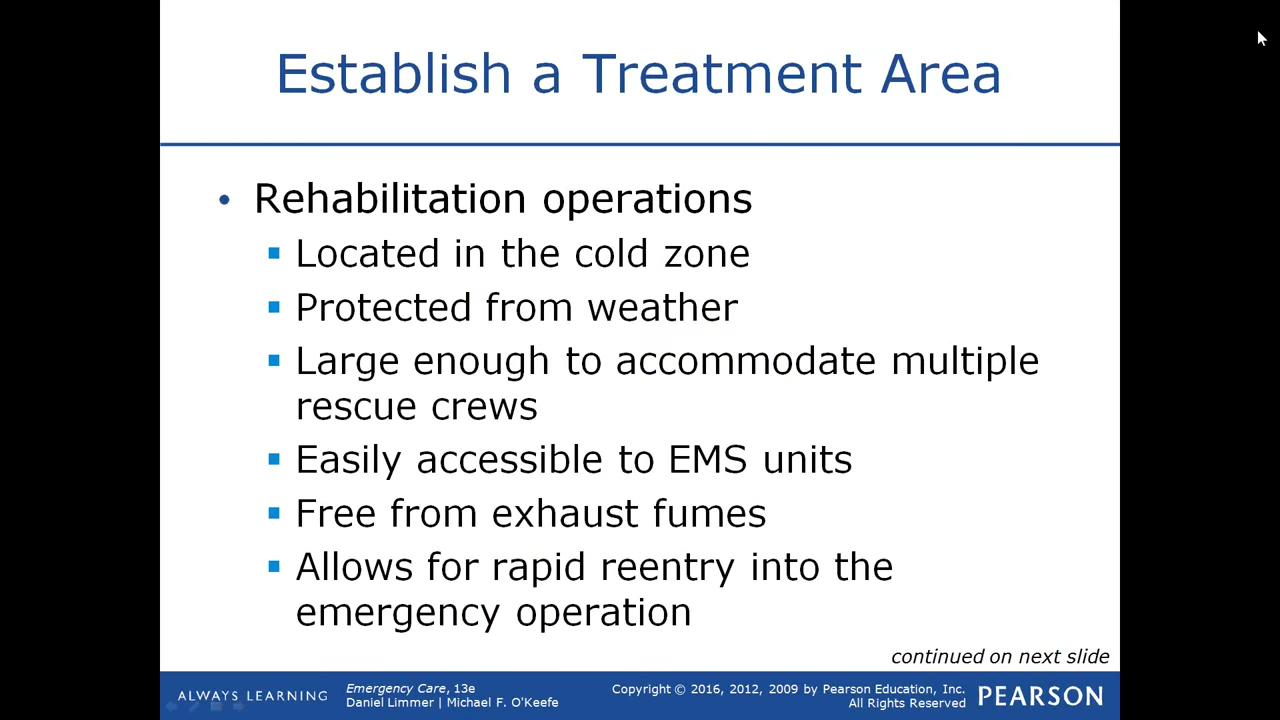 Establish a Treatment Area
• Rehabilitation operations
▪ Located in the cold zone
▪ Protected from weather
▪ Large enough to accommodate multiple
rescue crews
▪ Easily accessible to EMS units
▪ Free from exhaust fumes
▪ Allows for rapid reentry into the
emergency operation
continued on next slide
ALWAYS LEARNING
Emergency Care, 13e
Daniel Limmer | Michael F. O'Keefe
Copyright © 2016, 2012, 2009 by Pearson Education, Inc.
All Rights Reserved
PEARSON